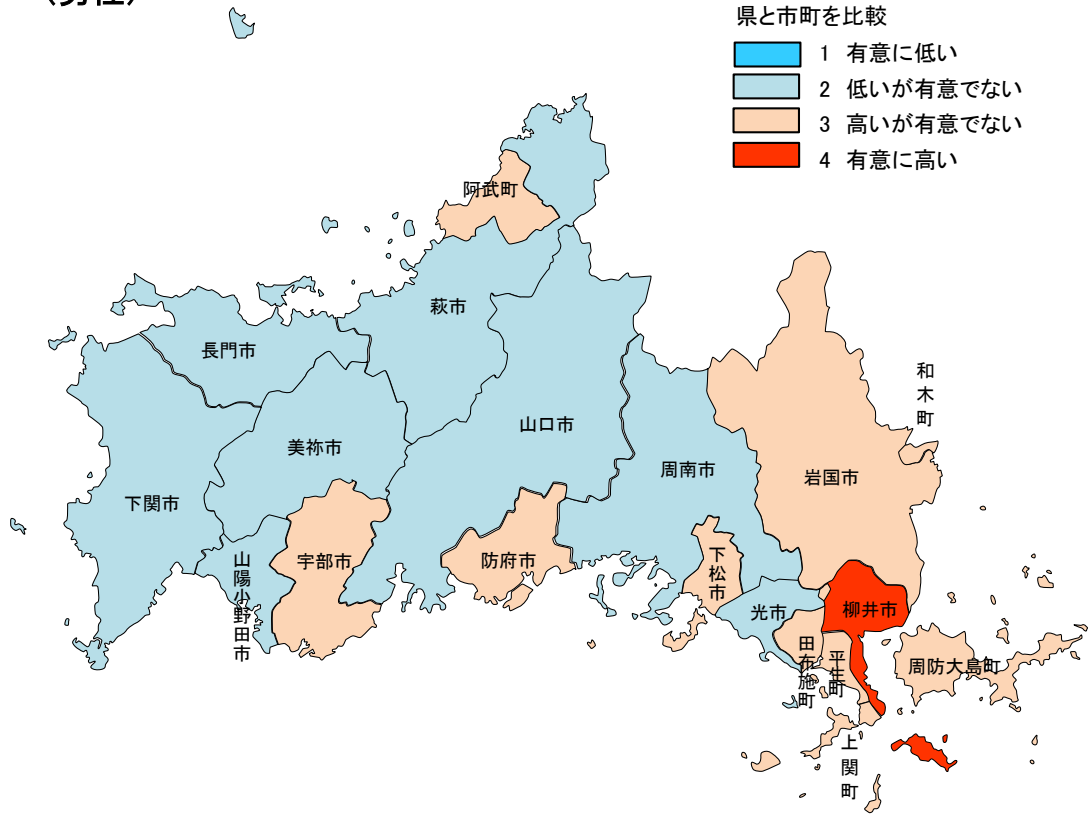 （男性）
県と市町を比較
1 有意に低い
2 低いが有意でない
3 高いが有意でない
4 有意に高い
阿武町
萩市
長門市
和木町
山口市
美祢市
周南市
岩国市
下関市
山陽小野田市
宇部市
防府市
下松市
光市
柳井市
田布施町
平生町
周防大島町
上関町